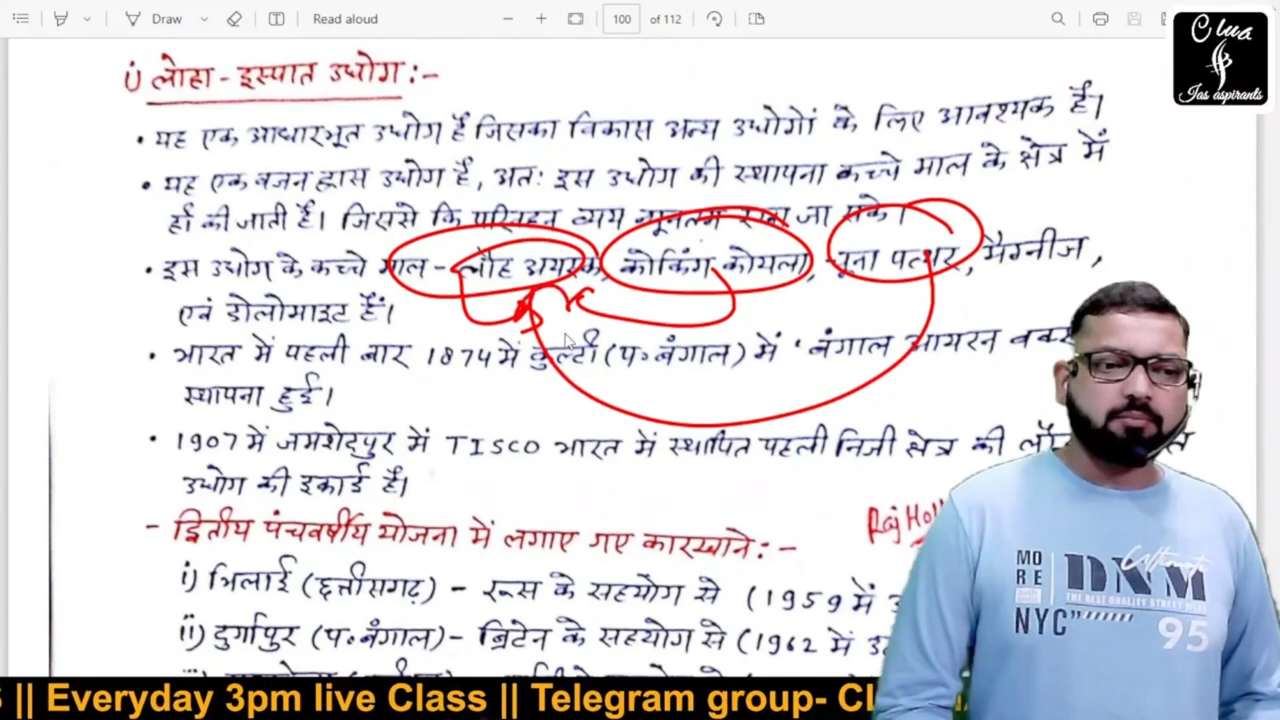 Draw
Read aloud
100 of 112
Clua
Ias aspirants
i) लोहा - इस्पात उद्योग :-
• यह एक आधारभूत उद्योग है जिसका विकास अन्य उद्योगों के लिए आवश्यक है।
• यह एक वजन ह्रास उद्योग है, अतः इस उद्योग की स्थापना कच्चे माल के क्षेत्र में
ही की जाती है। जिससे कि परिवहन व्यय न्यूनतम रखा जा सके।
• इस उद्योग के कच्चे माल - लौह अयस्क, कोकिंग कोयला, चूना पत्थर, मैग्नीज,
एवं डोलोमाइट हैं।
• भारत में पहली बार 1874 में कुल्टी (प॰ बंगाल) में 'बंगाल आयरन
स्थापना हुई।
• 1907 में जमशेदपुर में TISCO भारत में स्थापित पहली निजी क्षेत्र की
उद्योग की इकाई है।
- द्वितीय पंचवर्षीय योजना में लगाए गए कारखाने :-
Raj
i) भिलाई (छत्तीसगढ़) - रूस के सहयोग से (1959 में
ii) दुर्गापुर (प॰ बंगाल) - ब्रिटेन के सहयोग से (1962 में
MORE
NYC"
DNM
Ultimate
95
|| Everyday 3pm live Class || Telegram group-